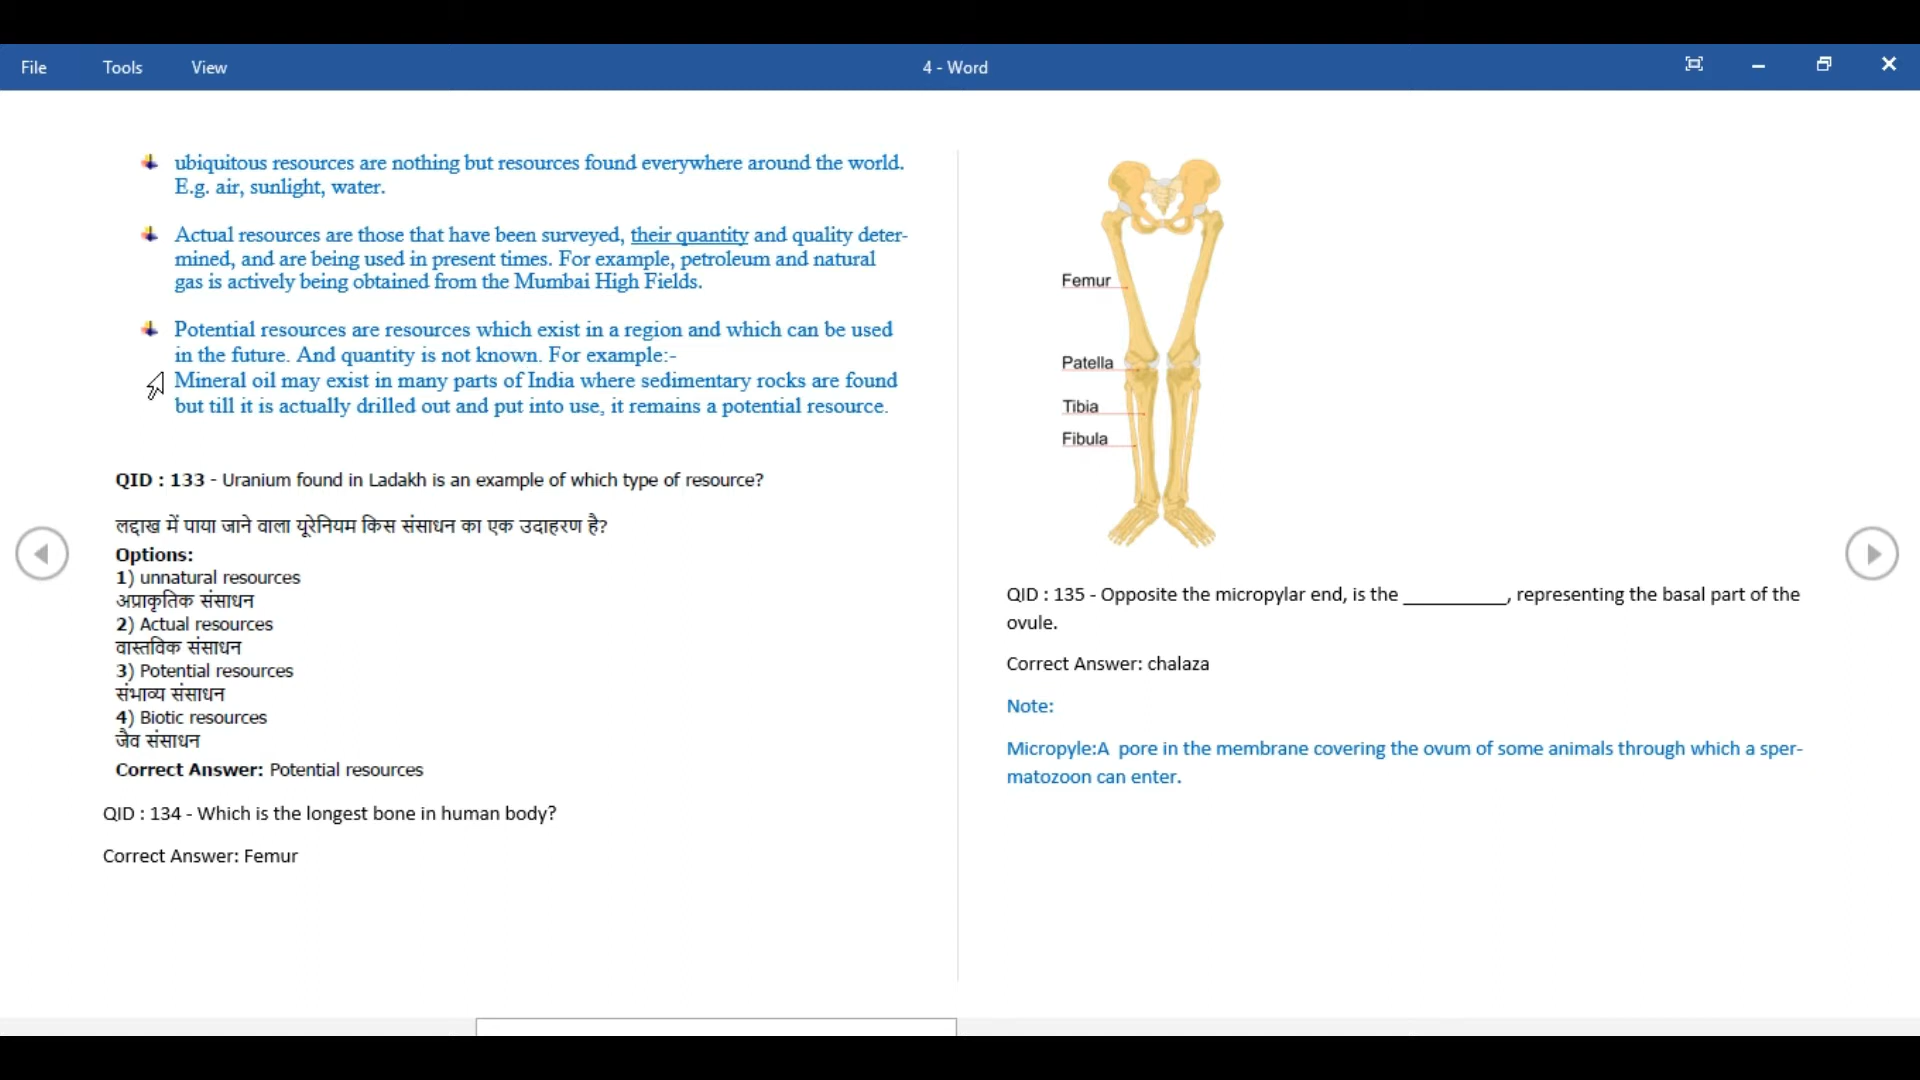 File Tools View 4 - Word
ubiquitous resources are nothing but resources found everywhere around the world.
E.g. air, sunlight, water.
Actual resources are those that have been surveyed, their quantity and quality deter-
mined, and are being used in present times. For example, petroleum and natural
gas is actively being obtained from the Mumbai High Fields.
Potential resources are resources which exist in a region and which can be used
in the future. And quantity is not known. For example:-
Mineral oil may exist in many parts of India where sedimentary rocks are found
but till it is actually drilled out and put into use, it remains a potential resource.
QID : 133 - Uranium found in Ladakh is an example of which type of resource?
लद्दाख में पाया जाने वाला यूरेनियम किस संसाधन का एक उदाहरण है?
Options:
1) unnatural resources
अप्राकृतिक संसाधन
2) Actual resources
वास्तविक संसाधन
3) Potential resources
संभाव्य संसाधन
4) Biotic resources
जैव संसाधन
Correct Answer: Potential resources
QID : 134 - Which is the longest bone in human body?
Correct Answer: Femur
Femur
Patella
Tibia
Fibula
QID : 135 - Opposite the micropylar end, is the __________, representing the basal part of the
ovule.
Correct Answer: chalaza
Note:
Micropyle:A pore in the membrane covering the ovum of some animals through which a sper-
matozoon can enter.